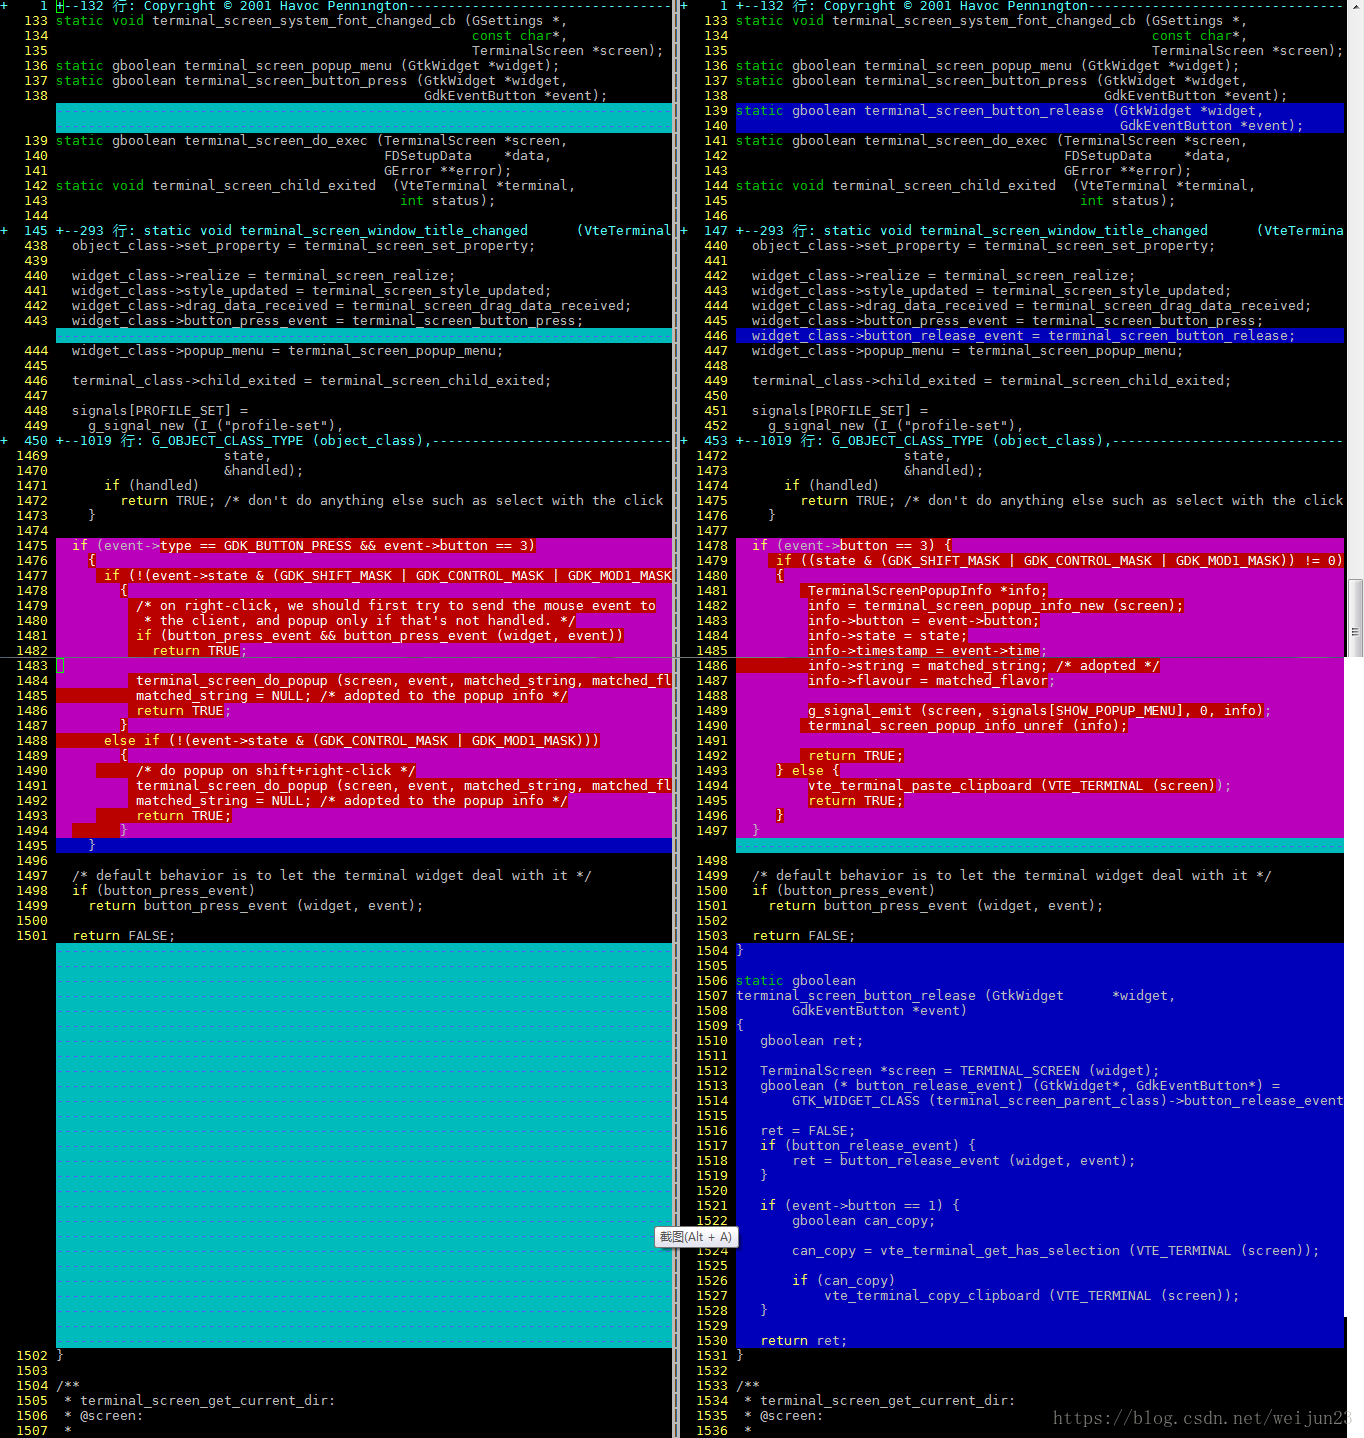 +    1 +--132 行: Copyright © 2001 Havoc Pennington---------------------------------
   133 static void terminal_screen_system_font_changed_cb (GSettings *,
   134                                                     const char*,
   135                                                     TerminalScreen *screen);
   136 static gboolean terminal_screen_popup_menu (GtkWidget *widget);
   137 static gboolean terminal_screen_button_press (GtkWidget *widget,
   138                                               GdkEventButton *event);
   139 static gboolean terminal_screen_do_exec (TerminalScreen *screen,
   140                                          FDSetupData    *data,
   141                                          GError **error);
   142 static void terminal_screen_child_exited  (VteTerminal *terminal,
   143                                            int status);
   144
+  145 +--293 行: static void terminal_screen_window_title_changed      (VteTerminal
   438   object_class->set_property = terminal_screen_set_property;
   439
   440   widget_class->realize = terminal_screen_realize;
   441   widget_class->style_updated = terminal_screen_style_updated;
   442   widget_class->drag_data_received = terminal_screen_drag_data_received;
   443   widget_class->button_press_event = terminal_screen_button_press;
   444   widget_class->popup_menu = terminal_screen_popup_menu;
   445
   446   terminal_class->child_exited = terminal_screen_child_exited;
   447
   448   signals[PROFILE_SET] =
   449     g_signal_new (I_("profile-set"),
+  450 +--1019 行: G_OBJECT_CLASS_TYPE (object_class),------------------------------
  1469                      state,
  1470                      &handled);
  1471       if (handled)
  1472         return TRUE; /* don't do anything else such as select with the click
  1473     }
  1474
  1475   if (event->type == GDK_BUTTON_PRESS && event->button == 3)
  1476     {
  1477       if (!(event->state & (GDK_SHIFT_MASK | GDK_CONTROL_MASK | GDK_MOD1_MASK
  1478         {
  1479           /* on right-click, we should first try to send the mouse event to
  1480            * the client, and popup only if that's not handled. */
  1481           if (button_press_event && button_press_event (widget, event))
  1482             return TRUE;
  1483
  1484           terminal_screen_do_popup (screen, event, matched_string, matched_fl
  1485           matched_string = NULL; /* adopted to the popup info */
  1486           return TRUE;
  1487         }
  1488       else if (!(event->state & (GDK_CONTROL_MASK | GDK_MOD1_MASK)))
  1489         {
  1490           /* do popup on shift+right-click */
  1491           terminal_screen_do_popup (screen, event, matched_string, matched_fl
  1492           matched_string = NULL; /* adopted to the popup info */
  1493           return TRUE;
  1494         }
  1495     }
  1496
  1497   /* default behavior is to let the terminal widget deal with it */
  1498   if (button_press_event)
  1499     return button_press_event (widget, event);
  1500
  1501   return FALSE;
  1502 }
  1503
  1504 /**
  1505  * terminal_screen_get_current_dir:
  1506  * @screen:
  1507  *
+    1 +--132 行: Copyright © 2001 Havoc Pennington--------------------------------
   133 static void terminal_screen_system_font_changed_cb (GSettings *,
   134                                                     const char*,
   135                                                     TerminalScreen *screen);
   136 static gboolean terminal_screen_popup_menu (GtkWidget *widget);
   137 static gboolean terminal_screen_button_press (GtkWidget *widget,
   138                                               GdkEventButton *event);
   139 static gboolean terminal_screen_button_release (GtkWidget *widget,
   140                                                 GdkEventButton *event);
   141 static gboolean terminal_screen_do_exec (TerminalScreen *screen,
   142                                          FDSetupData    *data,
   143                                          GError **error);
   144 static void terminal_screen_child_exited  (VteTerminal *terminal,
   145                                            int status);
   146
+  147 +--293 行: static void terminal_screen_window_title_changed      (VteTermina
   440   object_class->set_property = terminal_screen_set_property;
   441
   442   widget_class->realize = terminal_screen_realize;
   443   widget_class->style_updated = terminal_screen_style_updated;
   444   widget_class->drag_data_received = terminal_screen_drag_data_received;
   445   widget_class->button_press_event = terminal_screen_button_press;
   446   widget_class->button_release_event = terminal_screen_button_release;
   447   widget_class->popup_menu = terminal_screen_popup_menu;
   448
   449   terminal_class->child_exited = terminal_screen_child_exited;
   450
   451   signals[PROFILE_SET] =
   452     g_signal_new (I_("profile-set"),
+  453 +--1019 行: G_OBJECT_CLASS_TYPE (object_class),-----------------------------
  1472                      state,
  1473                      &handled);
  1474       if (handled)
  1475         return TRUE; /* don't do anything else such as select with the click
  1476     }
  1477
  1478   if (event->button == 3) {
  1479      if ((state & (GDK_SHIFT_MASK | GDK_CONTROL_MASK | GDK_MOD1_MASK)) != 0)
  1480      {
  1481          TerminalScreenPopupInfo *info;
  1482          info = terminal_screen_popup_info_new (screen);
  1483          info->button = event->button;
  1484          info->state = state;
  1485          info->timestamp = event->time;
  1486          info->string = matched_string; /* adopted */
  1487          info->flavour = matched_flavor;
  1488
  1489          g_signal_emit (screen, signals[SHOW_POPUP_MENU], 0, info);
  1490          terminal_screen_popup_info_unref (info);
  1491
  1492          return TRUE;
  1493      } else {
  1494          vte_terminal_paste_clipboard (VTE_TERMINAL (screen));
  1495          return TRUE;
  1496      }
  1497   }
  1498
  1499   /* default behavior is to let the terminal widget deal with it */
  1500   if (button_press_event)
  1501     return button_press_event (widget, event);
  1502
  1503   return FALSE;
  1504 }
  1505
  1506 static gboolean
  1507 terminal_screen_button_release (GtkWidget      *widget,
  1508        GdkEventButton *event)
  1509 {
  1510    gboolean ret;
  1511
  1512    TerminalScreen *screen = TERMINAL_SCREEN (widget);
  1513    gboolean (* button_release_event) (GtkWidget*, GdkEventButton*) =
  1514        GTK_WIDGET_CLASS (terminal_screen_parent_class)->button_release_event
  1515
  1516    ret = FALSE;
  1517    if (button_release_event) {
  1518        ret = button_release_event (widget, event);
  1519    }
  1520
  1521    if (event->button == 1) {
  1522        gboolean can_copy;
截图(Alt + A)
  1524        can_copy = vte_terminal_get_has_selection (VTE_TERMINAL (screen));
  1525
  1526        if (can_copy)
  1527            vte_terminal_copy_clipboard (VTE_TERMINAL (screen));
  1528    }
  1529
  1530    return ret;
  1531 }
  1532
  1533 /**
  1534  * terminal_screen_get_current_dir:
  1535  * @screen:
  1536  *
https://blog.csdn.net/weijun23